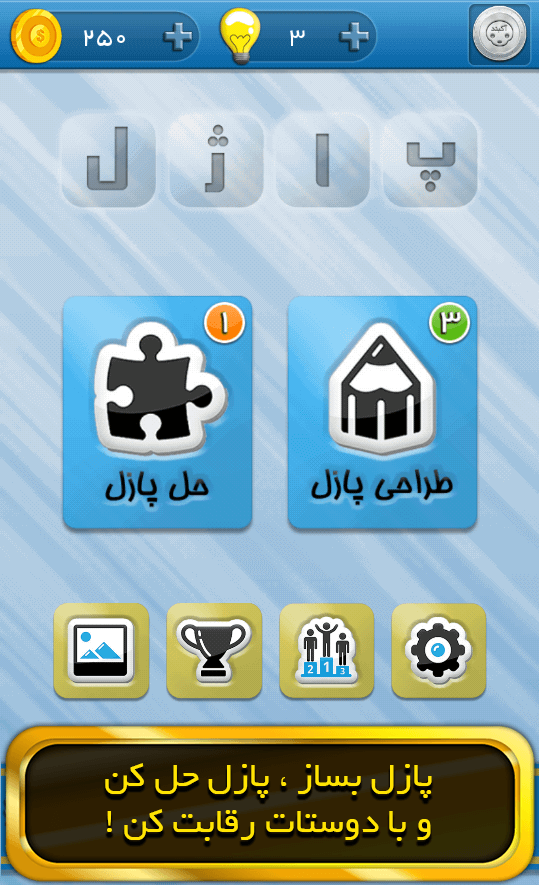 ۲۵۰
۳
آگیتد
پ ا ژ ل
۱
۳
حل پازل
طراحی پازل
2 1 3
پازل بساز ، پازل حل کن
و با دوستات رقابت کن !